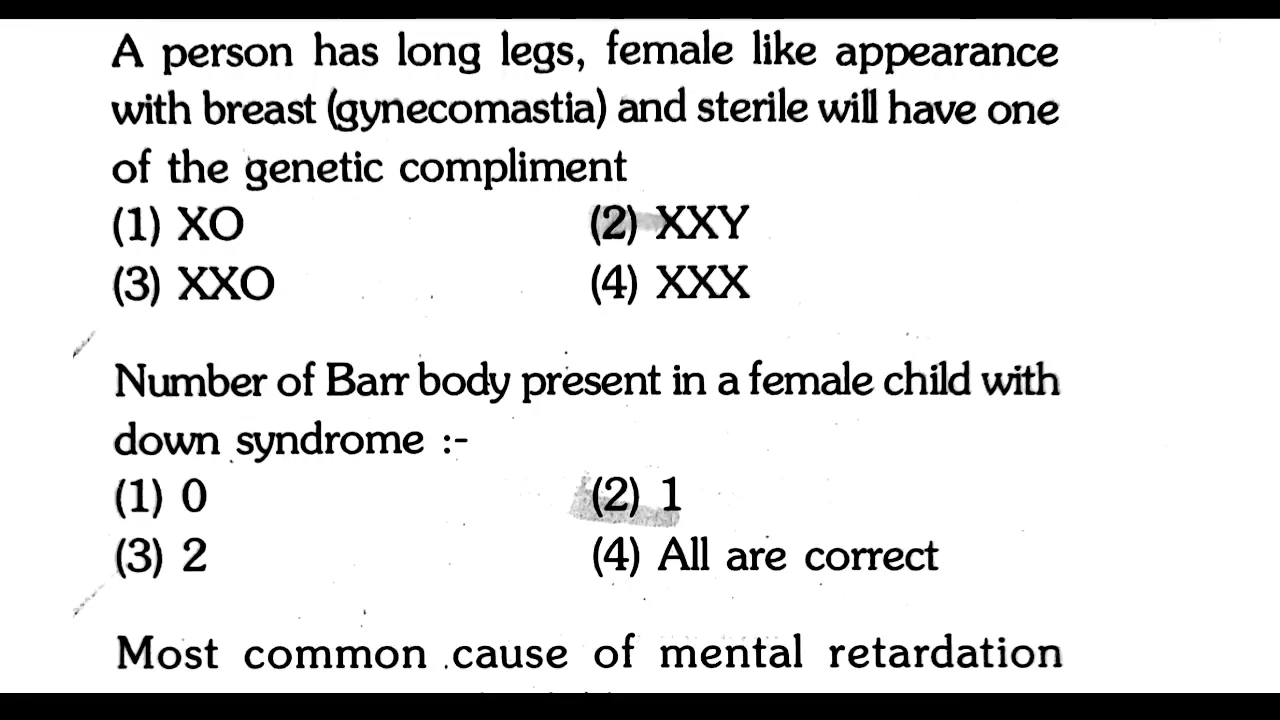 A person has long legs, female like appearance
with breast (gynecomastia) and sterile will have one
of the genetic compliment
(1) XO (2) XXY
(3) XXO (4) XXX
Number of Barr body present in a female child with
down syndrome :-
(1) 0 (2) 1
(3) 2 (4) All are correct
Most common cause of mental retardation